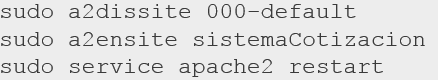 sudo a2dissite 000-default
sudo a2ensite sistemaCotizacion
sudo service apache2 restart